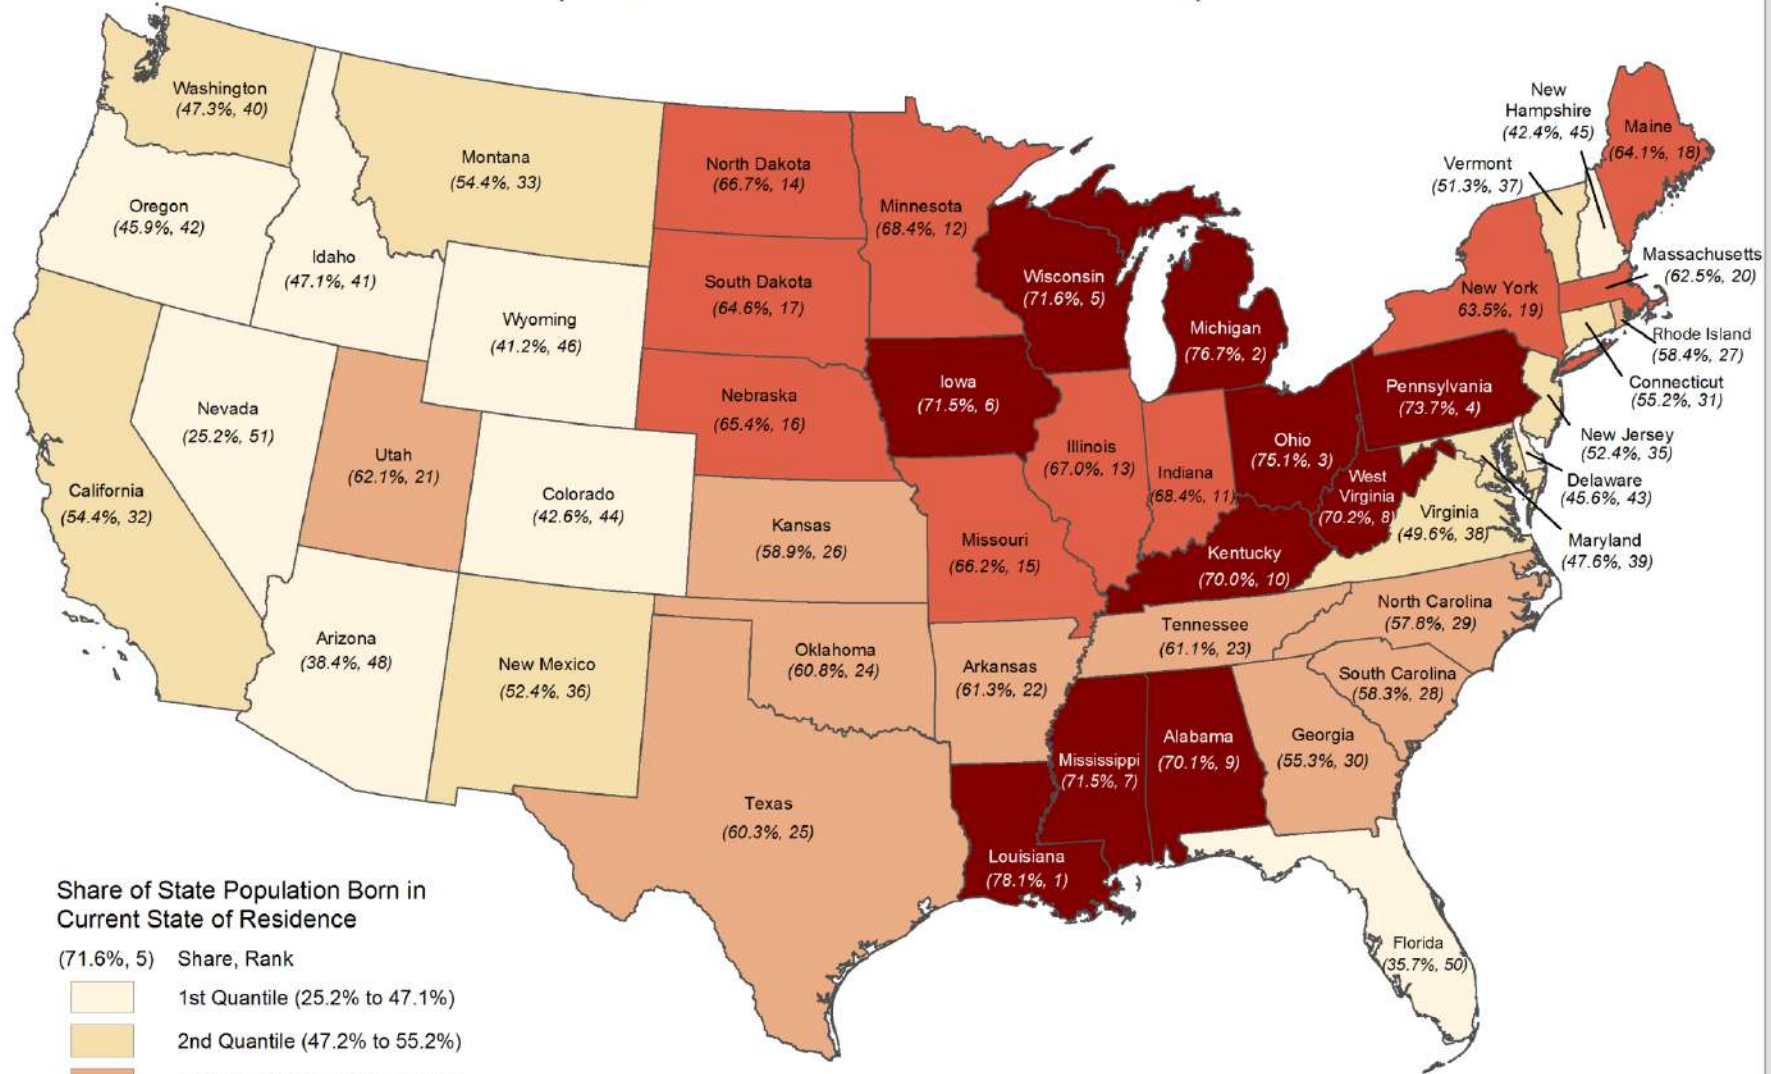 Washington
(47.3%, 40)
Montana
(54.4%, 33)
North Dakota
(66.7%, 14)
Minnesota
(68.4%, 12)
New
Hampshire
(42.4%, 45)
Maine
(64.1%, 18)
Vermont
(51.3%, 37)
Oregon
(45.9%, 42)
Idaho
(47.1%, 41)
South Dakota
(64.6%, 17)
Wisconsin
(71.6%, 5)
Massachusetts
(62.5%, 20)
New York
63.5%, 19)
Wyoming
(41.2%, 46)
Michigan
(76.7%, 2)
Rhode Island
(58.4%, 27)
Connecticut
(55.2%, 31)
Nevada
(25.2%, 51)
Nebraska
(65.4%, 16)
Iowa
(71.5%, 6)
Pennsylvania
(73.7%, 4)
New Jersey
(52.4%, 35)
Utah
(62.1%, 21)
Illinois
(67.0%, 13)
Indiana
(68.4%, 11)
Ohio
(75.1%, 3)
West
Virginia
(70.2%, 8)
Delaware
(45.6%, 43)
California
(54.4%, 32)
Colorado
(42.6%, 44)
Kansas
(58.9%, 26)
Missouri
(66.2%, 15)
Kentucky
(70.0%, 10)
Virginia
(49.6%, 38)
Maryland
(47.6%, 39)
Arizona
(38.4%, 48)
New Mexico
(52.4%, 36)
Oklahoma
(60.8%, 24)
Arkansas
(61.3%, 22)
Tennessee
(61.1%, 23)
North Carolina
(57.8%, 29)
South Carolina
(58.3%, 28)
Texas
(60.3%, 25)
Mississippi
(71.5%, 7)
Alabama
(70.1%, 9)
Georgia
(55.3%, 30)
Louisiana
(78.1%, 1)
Florida
(35.7%, 50)
Share of State Population Born in
Current State of Residence
(71.6%, 5) Share, Rank
1st Quantile (25.2% to 47.1%)
2nd Quantile (47.2% to 55.2%)